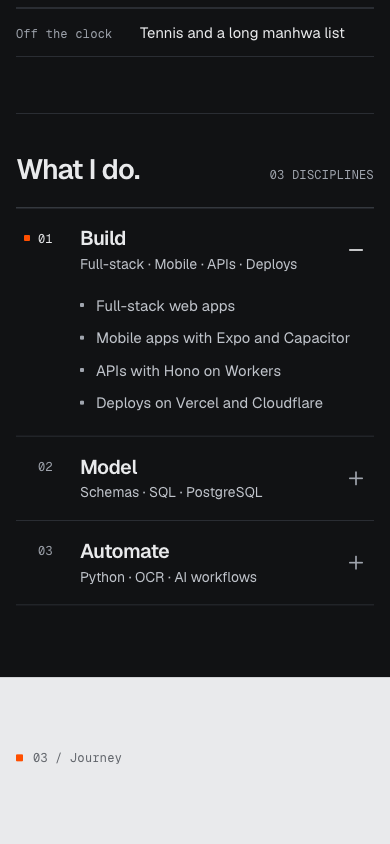 Off the clock Tennis and a long manhwa list
What I do. 03 DISCIPLINES
01 Build
Full-stack · Mobile · APIs · Deploys
Full-stack web apps
Mobile apps with Expo and Capacitor
APIs with Hono on Workers
Deploys on Vercel and Cloudflare
02 Model
Schemas · SQL · PostgreSQL
03 Automate
Python · OCR · AI workflows
03 / Journey